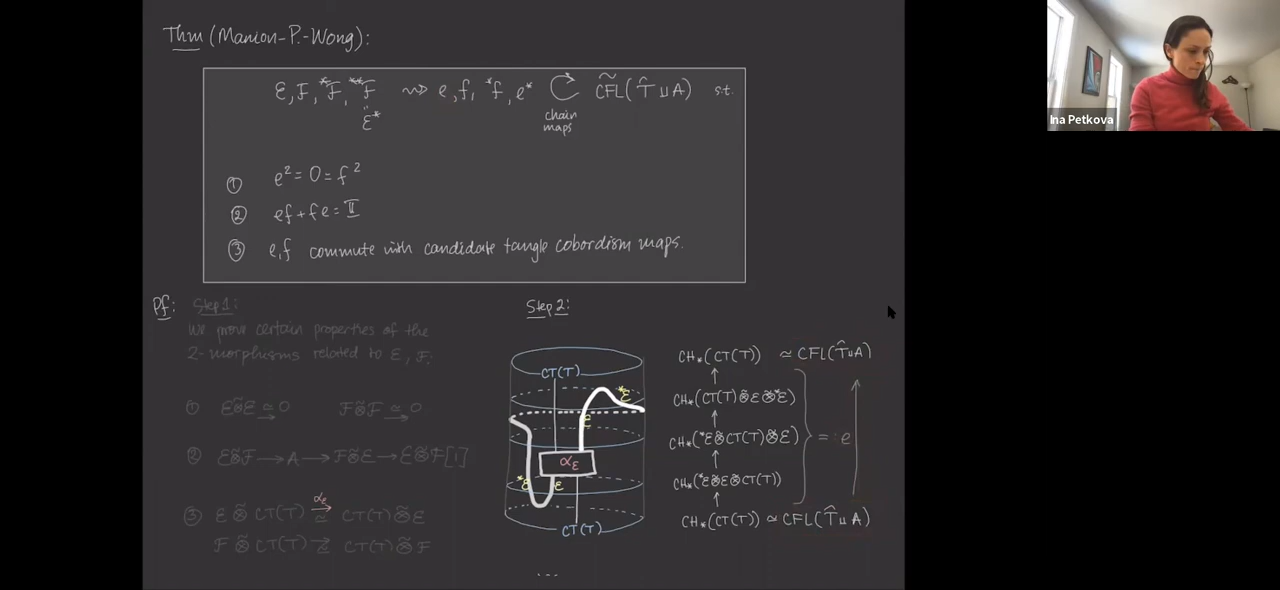 Thm (Manion-P.-Wong):
ℰ, ℱ, *ℱ, **ℱ ⇝ e, f, *f, e* ↻ C͠FL(T̂ ⊔ A) s.t.
"
ℰ*
chain
maps
① e² = 0 = f²
② ef + fe = 𝕀
③ e, f commute with candidate tangle cobordism maps.
Pf: Step 1:
We prove certain properties of the
2-morphisms related to ℰ, ℱ.
① ℰ ⊗̃ ℰ ≃ 0 ℱ ⊗̃ ℱ ≃ 0
② ℰ ⊗̃ ℱ → A → ℱ ⊗̃ ℰ → ℰ ⊗̃ ℱ[1]
③ ℰ ⊗̃ CT(T) →≃ CT(T) ⊗̃ ℰ
α_ℰ
ℱ ⊗̃ CT(T) →≃ CT(T) ⊗̃ ℱ
Step 2:
CT(T)
*ℰ
ℰ
α_ℰ
*ℰ
ℰ
CT(T)
...
CH*(CT(T)) ≃ CFL(T̂ ⊔ A)
↑
CH*(CT(T) ⊗̃ ℰ ⊗̃ *ℰ)
↑
CH*(*ℰ ⊗̃ CT(T) ⊗̃ ℰ) } =: e ↑
↑
CH*(*ℰ ⊗̃ ℰ ⊗̃ CT(T))
↑
CH*(CT(T)) ≃ CFL(T̂ ⊔ A)
Ina Petkova